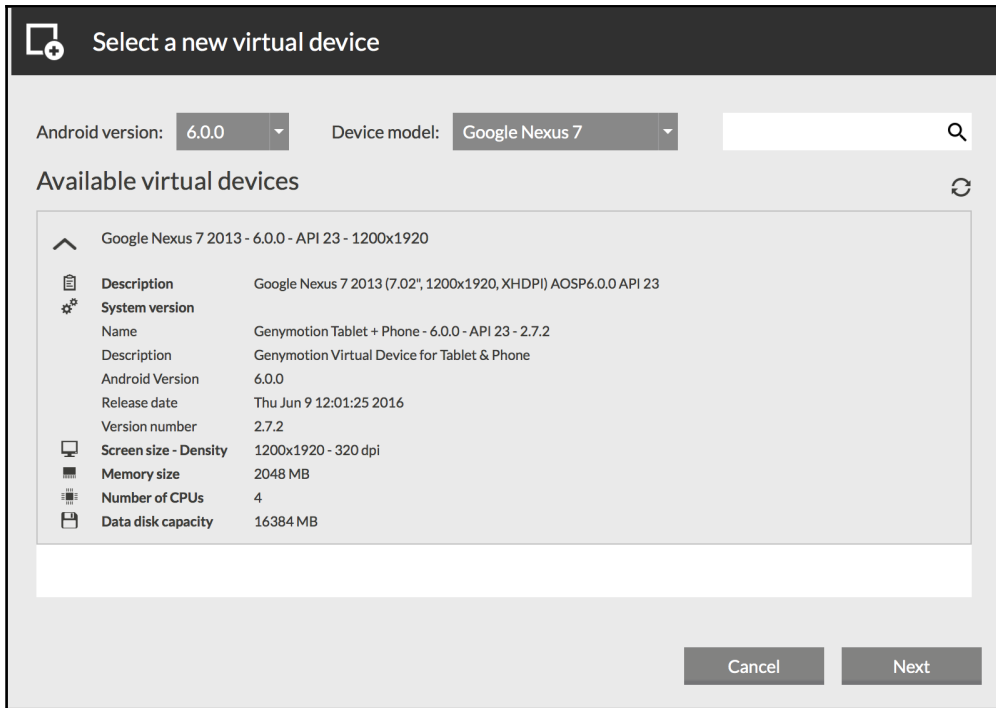 Select a new virtual device
Android version: 6.0.0 Device model: Google Nexus 7
Available virtual devices
Google Nexus 7 2013 - 6.0.0 - API 23 - 1200x1920
Description Google Nexus 7 2013 (7.02", 1200x1920, XHDPI) AOSP6.0.0 API 23
System version
Name Genymotion Tablet + Phone - 6.0.0 - API 23 - 2.7.2
Description Genymotion Virtual Device for Tablet & Phone
Android Version 6.0.0
Release date Thu Jun 9 12:01:25 2016
Version number 2.7.2
Screen size - Density 1200x1920 - 320 dpi
Memory size 2048 MB
Number of CPUs 4
Data disk capacity 16384 MB
Cancel Next